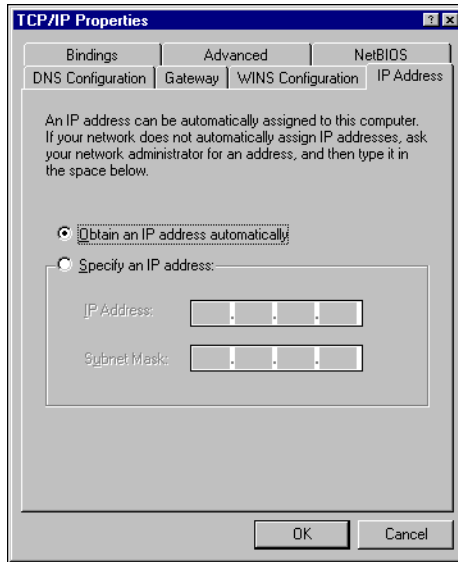 TCP/IP Properties
Bindings Advanced NetBIOS
DNS Configuration Gateway WINS Configuration IP Address
An IP address can be automatically assigned to this computer.
If your network does not automatically assign IP addresses, ask
your network administrator for an address, and then type it in
the space below.
Obtain an IP address automatically
Specify an IP address:
IP Address:
Subnet Mask:
OK Cancel